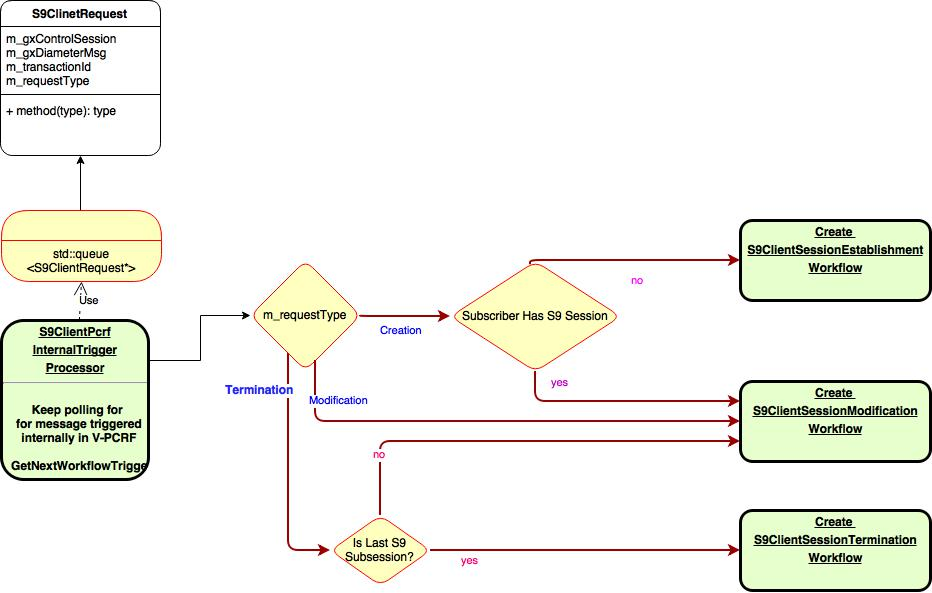 S9ClinetRequest
m_gxControlSession
m_gxDiameterMsg
m_transactionId
m_requestType
+ method(type): type
std::queue
<S9ClientRequest*>
Use
S9ClientPcrf
InternalTrigger
Processor
Keep polling for
for message triggered
internally in V-PCRF
GetNextWorkflowTrigge
m_requestType
Creation
Termination
Modification
Subscriber Has S9 Session
no
yes
no
Is Last S9
Subsession?
yes
Create
S9ClientSessionEstablishment
Workflow
Create
S9ClientSessionModification
Workflow
Create
S9ClientSessionTermination
Workflow